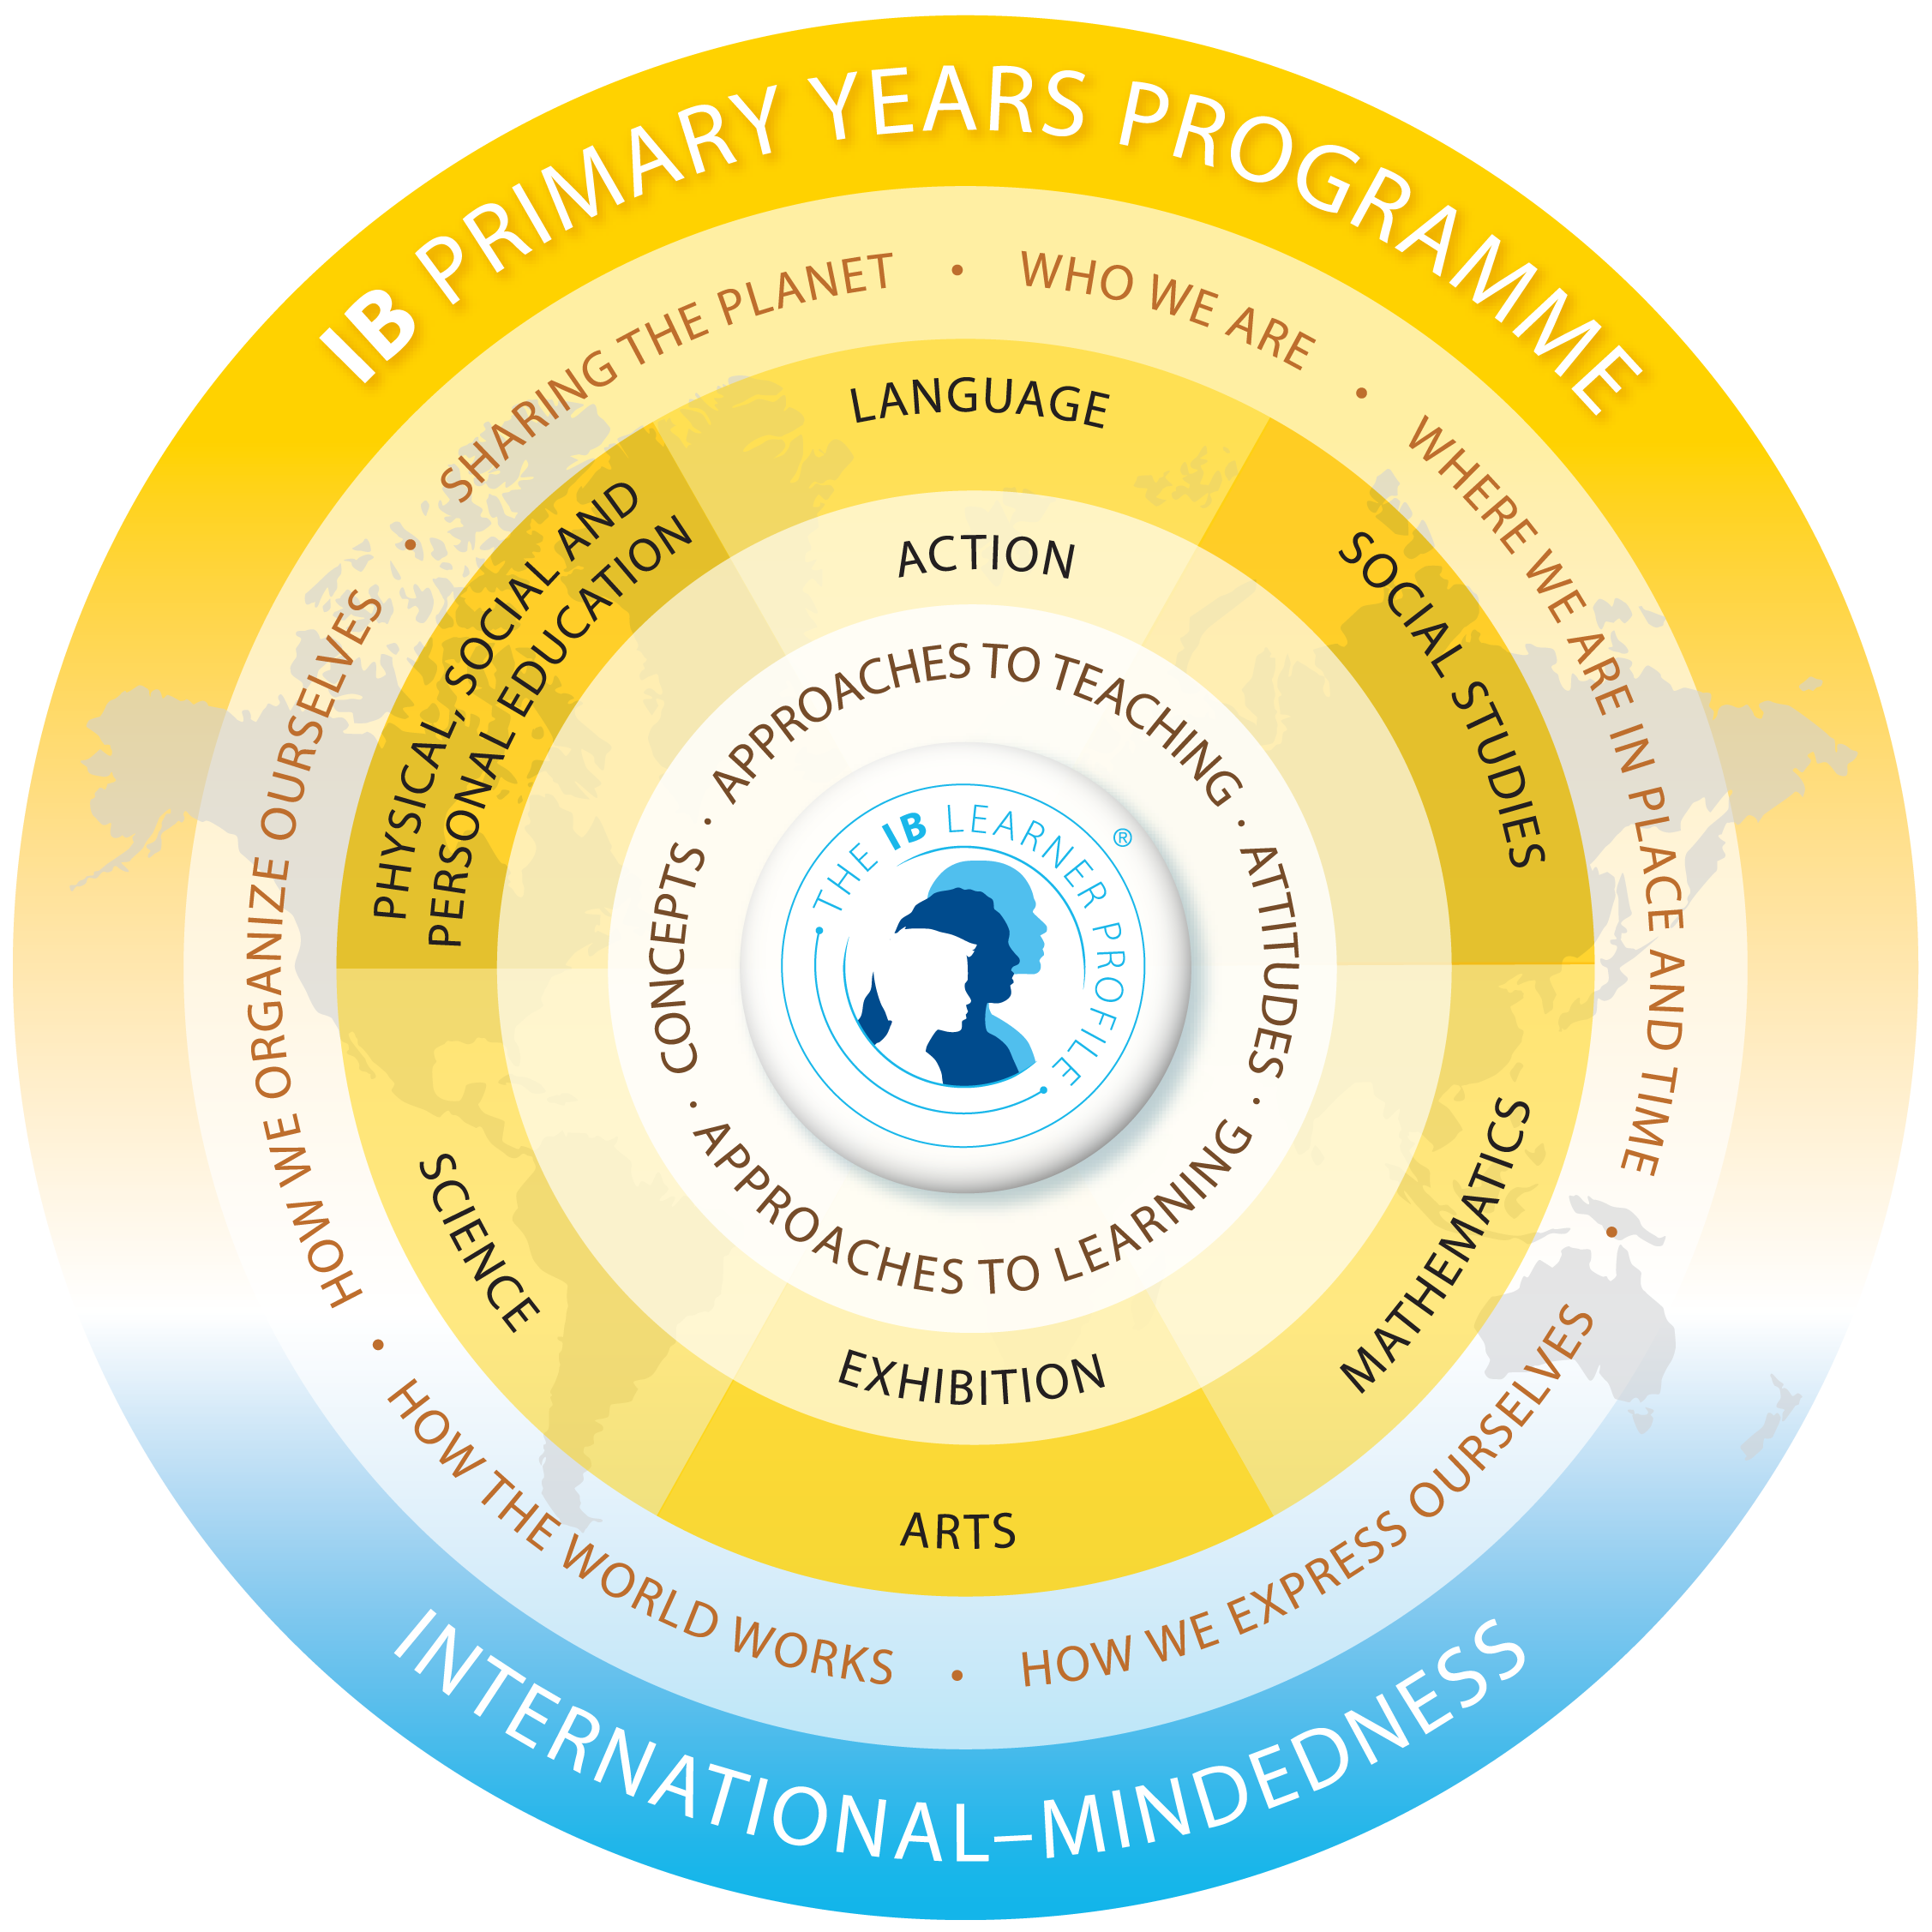 IB PRIMARY YEARS PROGRAMME
SHARING THE PLANET • WHO WE ARE • WHERE WE ARE IN PLACE AND TIME • HOW WE EXPRESS OURSELVES • HOW THE WORLD WORKS • HOW WE ORGANIZE OURSELVES •
LANGUAGE
SOCIAL STUDIES
MATHEMATICS
ARTS
SCIENCE
PHYSICAL, SOCIAL AND
PERSONAL EDUCATION
ACTION
EXHIBITION
APPROACHES TO TEACHING · ATTITUDES · APPROACHES TO LEARNING · CONCEPTS ·
THE IB LEARNER PROFILE ®
INTERNATIONAL–MINDEDNESS